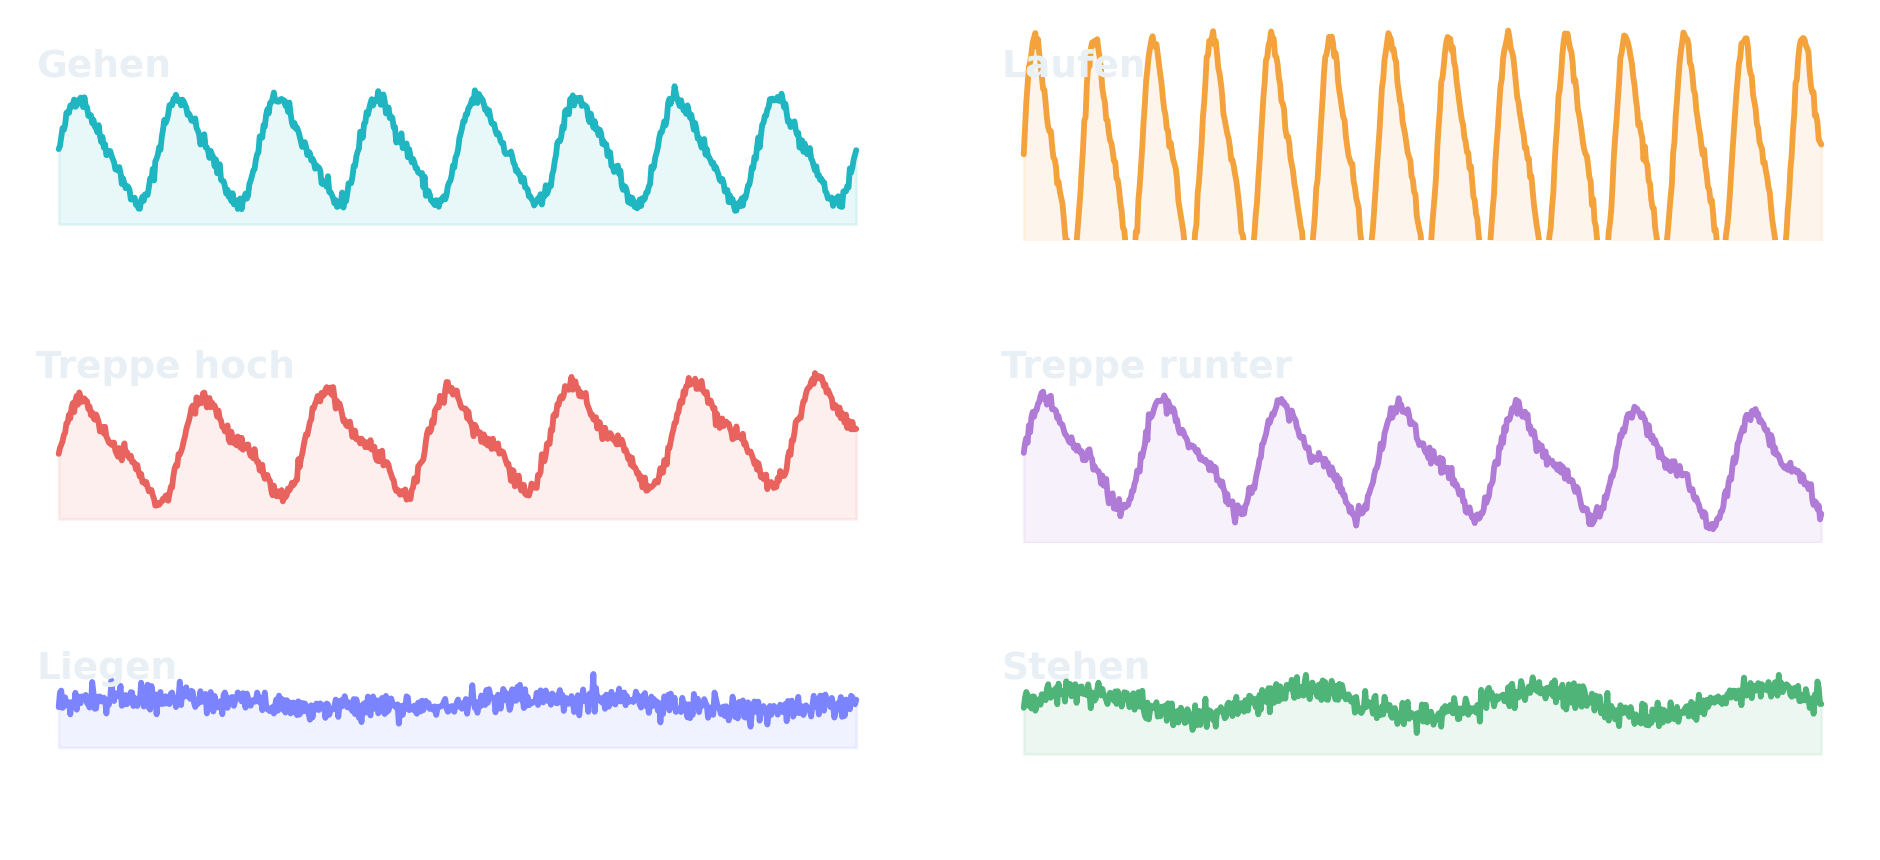 Gehen
Laufen
Treppe hoch
Treppe runter
Liegen
Stehen